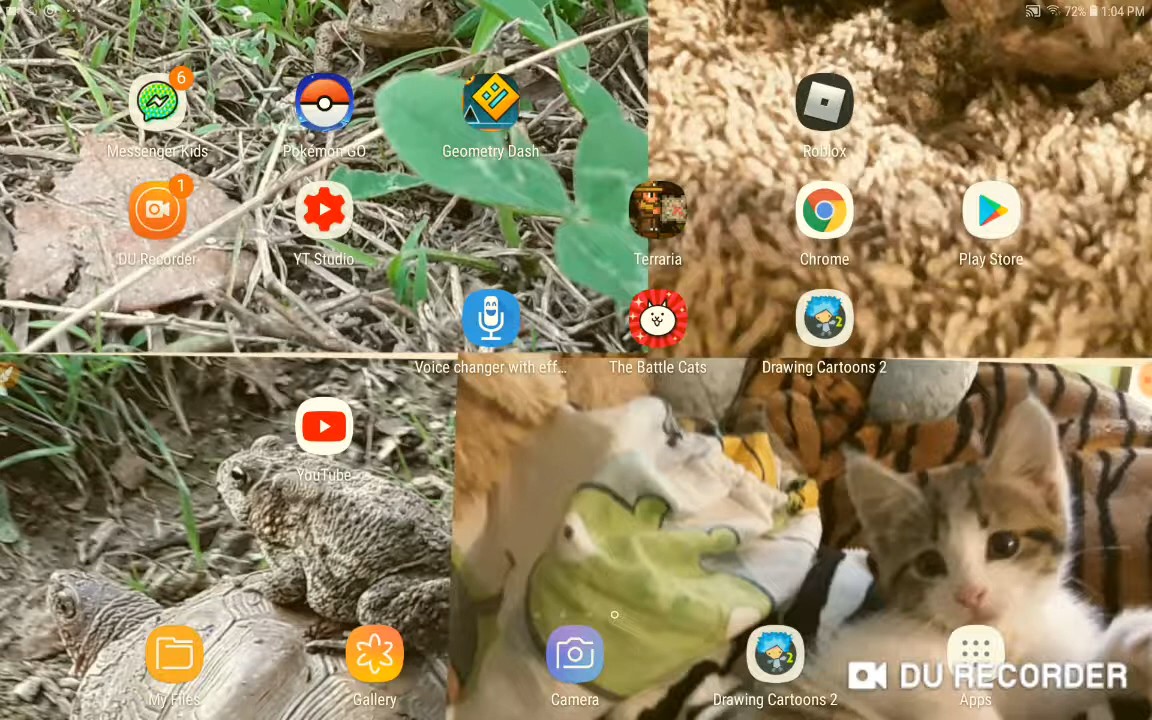 72% 1:04 PM
6
Messenger Kids
Pokémon GO
Geometry Dash
Roblox
1
DU Recorder
YT Studio
Terraria
Chrome
Play Store
Voice changer with eff...
The Battle Cats
2
Drawing Cartoons 2
YouTube
My Files
Gallery
Camera
2
Drawing Cartoons 2
Apps
DU RECORDER